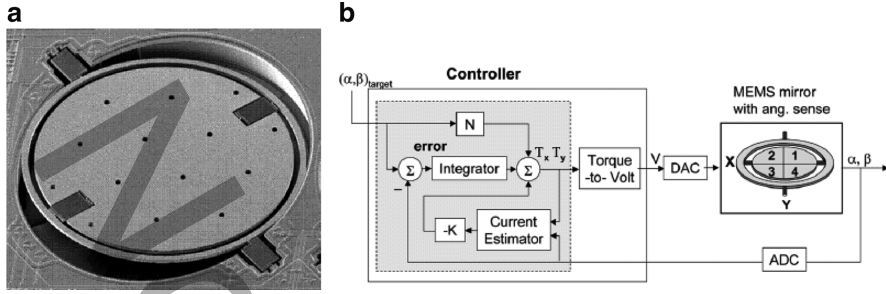 a
b
(α,β)target
Controller
MEMS mirror
with ang. sense
N
error
Tx Ty
Σ
Integrator
Σ
Torque
-to- Volt
V
DAC
X
2 1
3 4
Y
α, β
−
-K
Current
Estimator
ADC